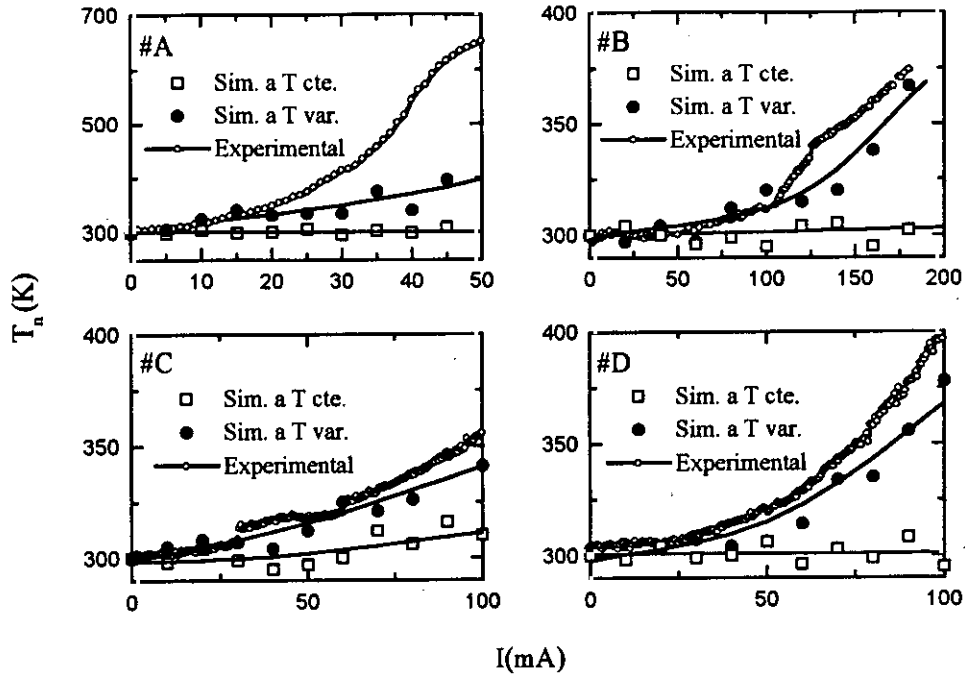 700
500
300
0
10
20
30
40
50
#A
Sim. a T cte.
Sim. a T var.
Experimental
400
350
300
0
50
100
150
200
#B
Sim. a T cte.
Sim. a T var.
Experimental
T_n (K)
400
350
300
0
50
100
#C
Sim. a T cte.
Sim. a T var.
Experimental
400
350
300
0
50
100
#D
Sim. a T cte.
Sim. a T var.
Experimental
I(mA)